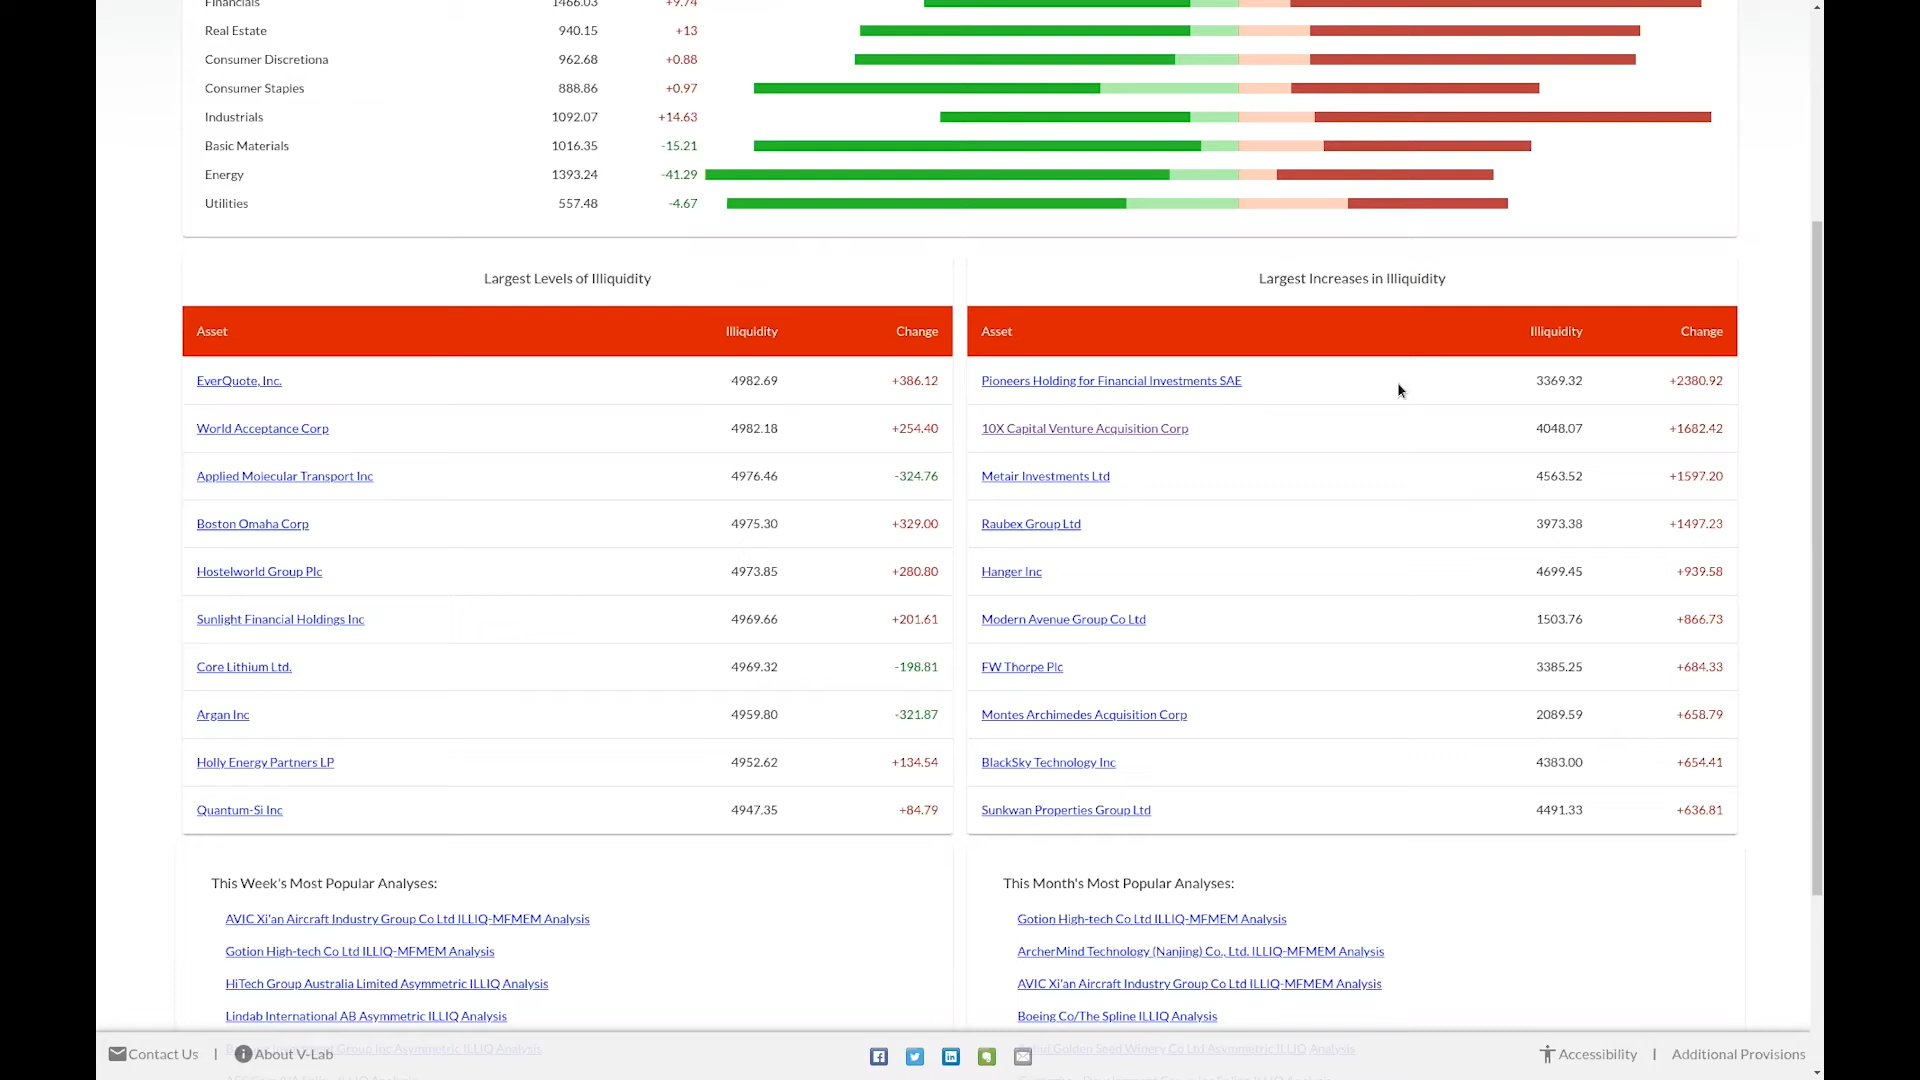 Financials 1466.03 +9.74
Real Estate 940.15 +13
Consumer Discretiona 962.68 +0.88
Consumer Staples 888.86 +0.97
Industrials 1092.07 +14.63
Basic Materials 1016.35 -15.21
Energy 1393.24 -41.29
Utilities 557.48 -4.67
Largest Levels of Illiquidity
Asset Illiquidity Change
EverQuote, Inc. 4982.69 +386.12
World Acceptance Corp 4982.18 +254.40
Applied Molecular Transport Inc 4976.46 -324.76
Boston Omaha Corp 4975.30 +329.00
Hostelworld Group Plc 4973.85 +280.80
Sunlight Financial Holdings Inc 4969.66 +201.61
Core Lithium Ltd. 4969.32 -198.81
Argan Inc 4959.80 -321.87
Holly Energy Partners LP 4952.62 +134.54
Quantum-Si Inc 4947.35 +84.79
Largest Increases in Illiquidity
Asset Illiquidity Change
Pioneers Holding for Financial Investments SAE 3369.32 +2380.92
10X Capital Venture Acquisition Corp 4048.07 +1682.42
Metair Investments Ltd 4563.52 +1597.20
Raubex Group Ltd 3973.38 +1497.23
Hanger Inc 4699.45 +939.58
Modern Avenue Group Co Ltd 1503.76 +866.73
FW Thorpe Plc 3385.25 +684.33
Montes Archimedes Acquisition Corp 2089.59 +658.79
BlackSky Technology Inc 4383.00 +654.41
Sunkwan Properties Group Ltd 4491.33 +636.81
This Week's Most Popular Analyses:
AVIC Xi'an Aircraft Industry Group Co Ltd ILLIQ-MFMEM Analysis
Gotion High-tech Co Ltd ILLIQ-MFMEM Analysis
HiTech Group Australia Limited Asymmetric ILLIQ Analysis
Lindab International AB Asymmetric ILLIQ Analysis
Group Inc Asymmetric ILLIQ Analysis
This Month's Most Popular Analyses:
Gotion High-tech Co Ltd ILLIQ-MFMEM Analysis
ArcherMind Technology (Nanjing) Co., Ltd. ILLIQ-MFMEM Analysis
AVIC Xi'an Aircraft Industry Group Co Ltd ILLIQ-MFMEM Analysis
Boeing Co/The Spline ILLIQ Analysis
Golden Seed Winery Co Ltd Asymmetric ILLIQ Analysis
Contact Us | About V-Lab
Accessibility | Additional Provisions